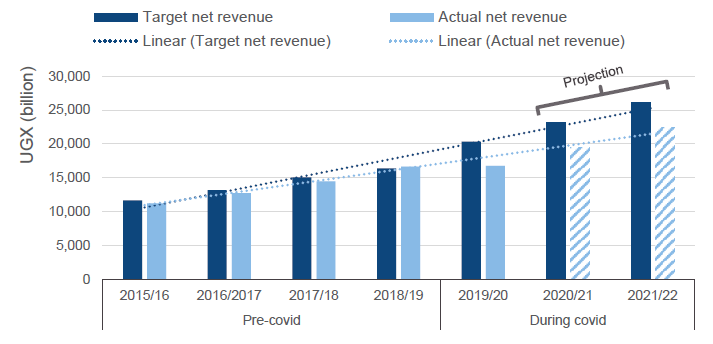 Target net revenue Actual net revenue
Linear (Target net revenue) Linear (Actual net revenue)
UGX (billion)
30,000
25,000
20,000
15,000
10,000
5,000
0
Projection
2015/16 2016/2017 2017/18 2018/19 2019/20 2020/21 2021/22
Pre-covid During covid